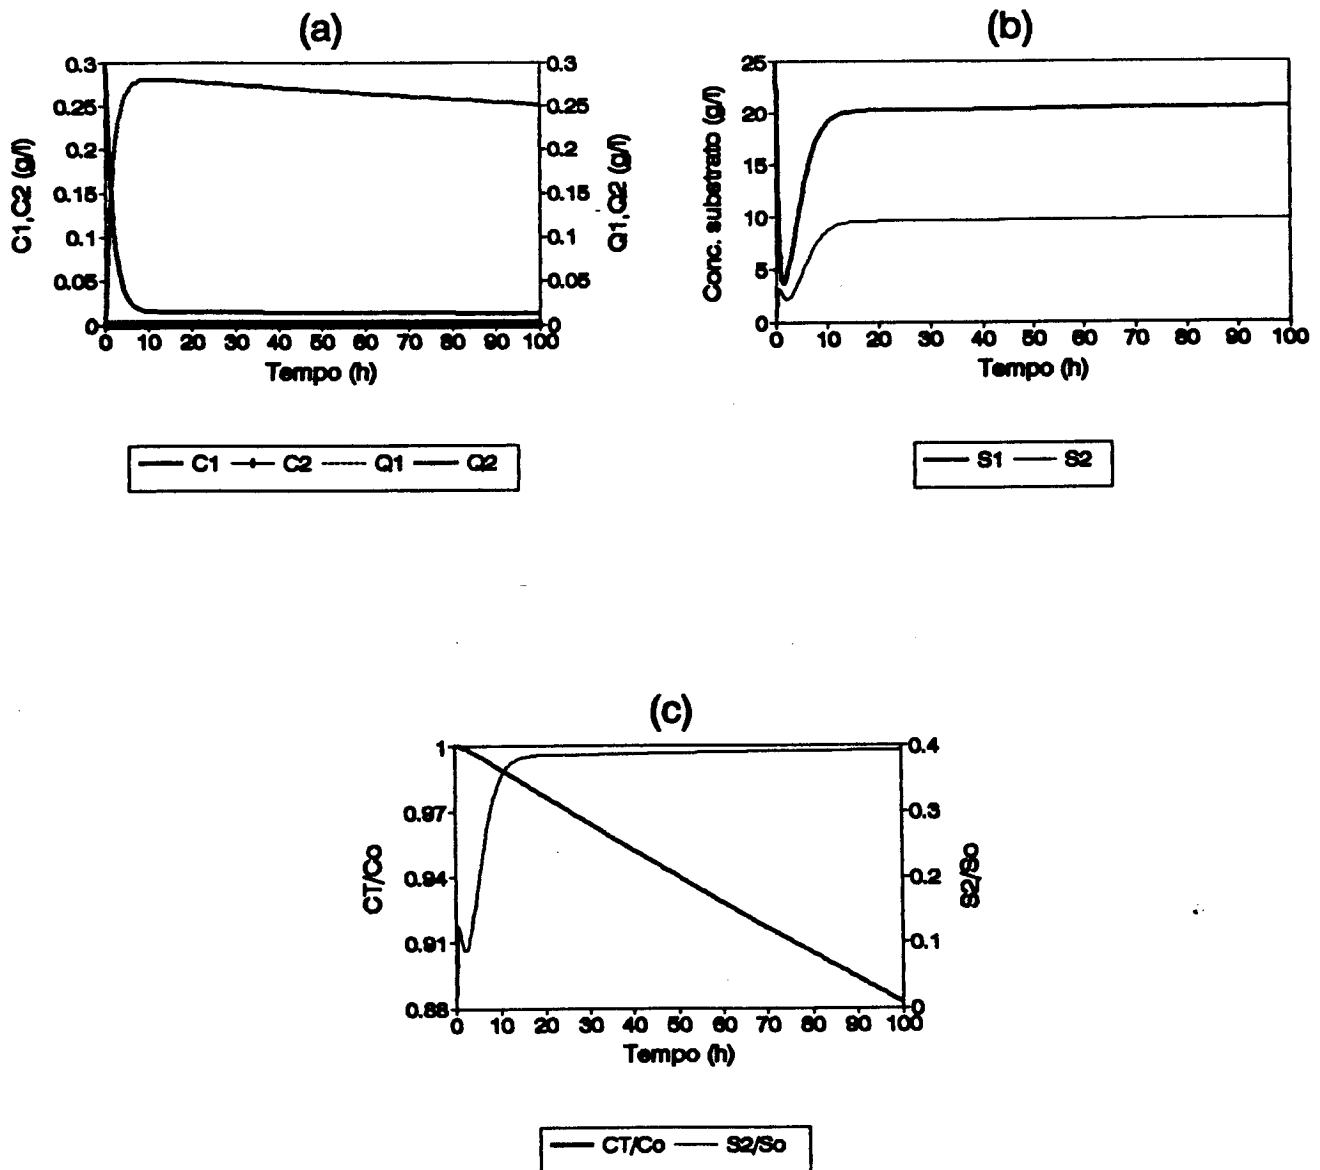 (a)
0.3
0.25
0.2
0.15
0.1
0.05
0
C1,C2 (g/l)
0.3
0.25
0.2
0.15
0.1
0.05
0
Q1,Q2 (g/l)
0 10 20 30 40 50 60 70 80 90 100
Tempo (h)
C1 C2 Q1 Q2
(b)
25
20
15
10
5
0
Conc. substrato (g/l)
0 10 20 30 40 50 60 70 80 90 100
Tempo (h)
S1 S2
(c)
1
0.97
0.94
0.91
0.88
CT/Co
0.4
0.3
0.2
0.1
0
S2/So
0 10 20 30 40 50 60 70 80 90 100
Tempo (h)
CT/Co S2/So